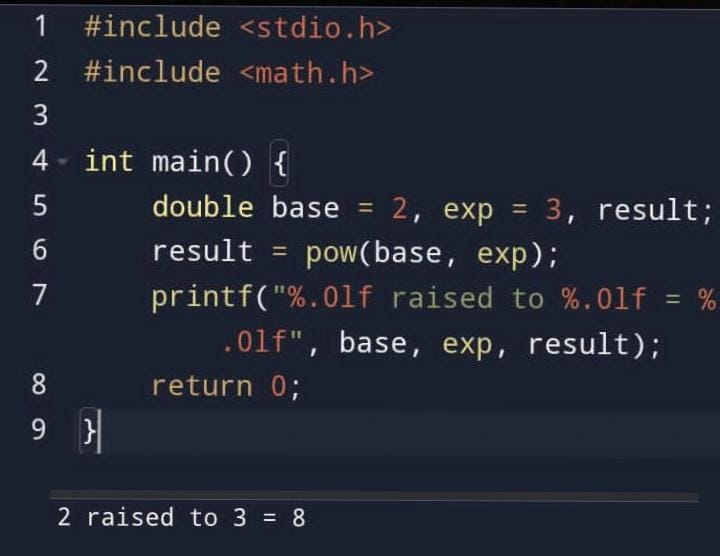 1 #include <stdio.h>
2 #include <math.h>
3
4 int main() {
5 double base = 2, exp = 3, result;
6 result = pow(base, exp);
7 printf("%.0lf raised to %.0lf = %
.0lf", base, exp, result);
8 return 0;
9 }
2 raised to 3 = 8